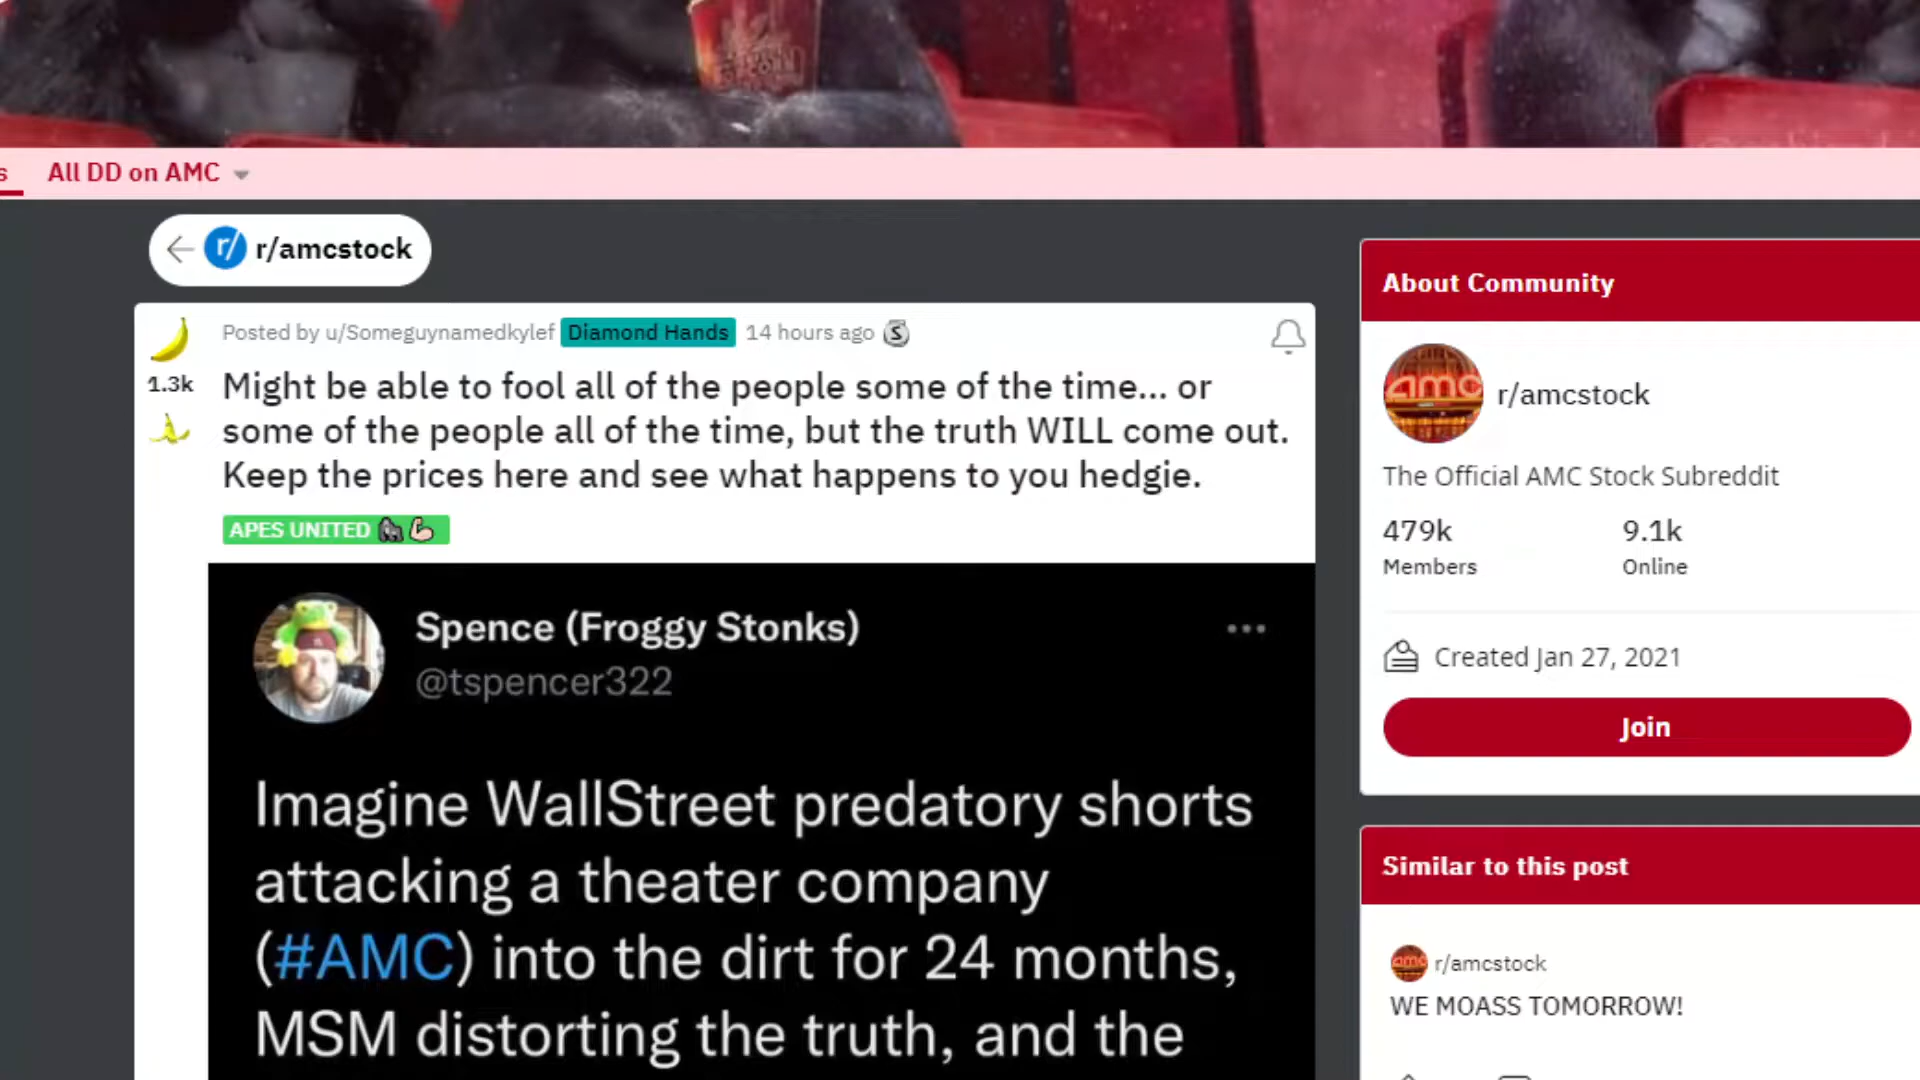 s All DD on AMC
r/ r/amcstock
Posted by u/Someguynamedkylef Diamond Hands 14 hours ago S
1.3k
Might be able to fool all of the people some of the time... or
some of the people all of the time, but the truth WILL come out.
Keep the prices here and see what happens to you hedgie.
APES UNITED 🦍💪🏻
Spence (Froggy Stonks)
@tspencer322
Imagine WallStreet predatory shorts
attacking a theater company
(#AMC) into the dirt for 24 months,
MSM distorting the truth, and the
About Community
amc r/amcstock
The Official AMC Stock Subreddit
479k 9.1k
Members Online
Created Jan 27, 2021
Join
Similar to this post
amc r/amcstock
WE MOASS TOMORROW!